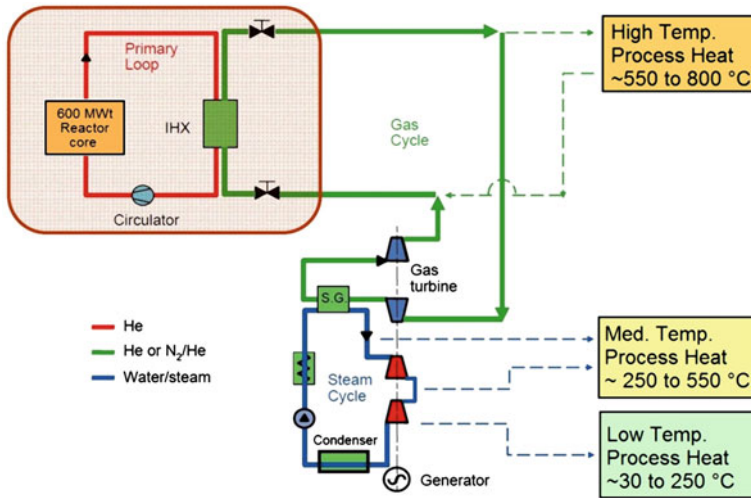 Primary
Loop
600 MWt
Reactor
core
IHX
Circulator
Gas
Cycle
High Temp.
Process Heat
~550 to 800 °C
Gas
turbine
S.G.
He
He or N₂/He
Water/steam
Steam
Cycle
Condenser
Generator
Med. Temp.
Process Heat
~ 250 to 550 °C
Low Temp.
Process Heat
~30 to 250 °C